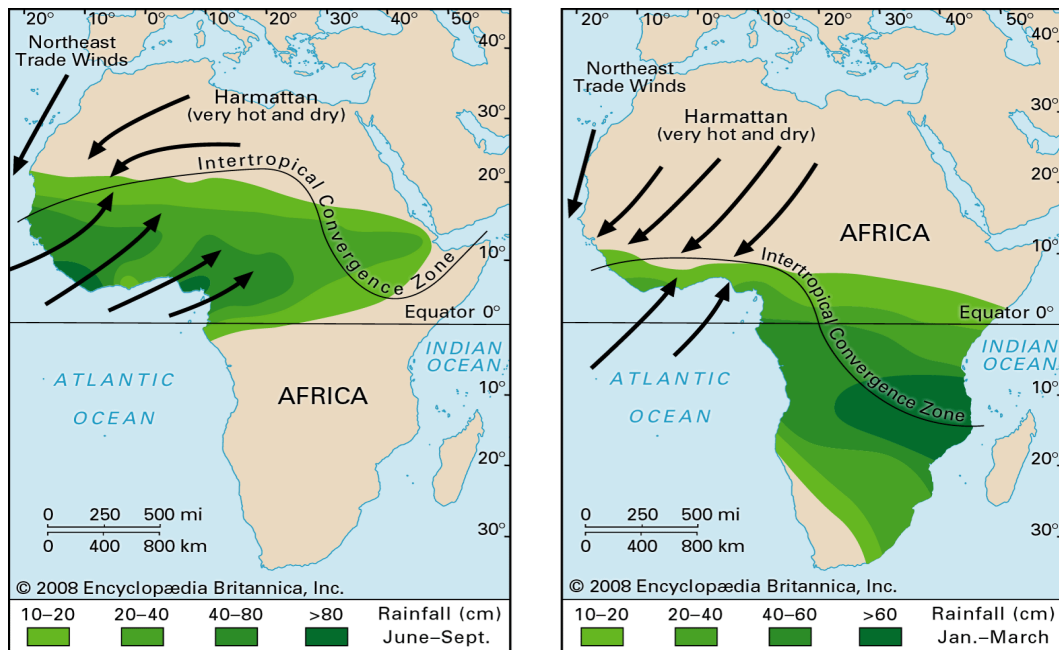 20° 10° 0° 10° 20° 30° 40° 50°
40°
Northeast
Trade Winds
Harmattan
(very hot and dry)
30°
Intertropical Convergence Zone
20°
10°
Equator 0°
INDIAN
OCEAN
ATLANTIC
OCEAN
AFRICA
10°
20°
0 250 500 mi
0 400 800 km
30°
© 2008 Encyclopædia Britannica, Inc.
10–20 20–40 40–80 >80 Rainfall (cm)
June–Sept.
20° 10° 0° 10° 20° 30° 40° 50°
40°
Northeast
Trade Winds
30°
Harmattan
(very hot and dry)
20°
AFRICA
10°
Intertropical Convergence Zone
Equator 0°
INDIAN
OCEAN
ATLANTIC
OCEAN
10°
20°
0 250 500 mi
0 400 800 km
30°
© 2008 Encyclopædia Britannica, Inc.
10–20 20–40 40–60 >60 Rainfall (cm)
Jan.–March